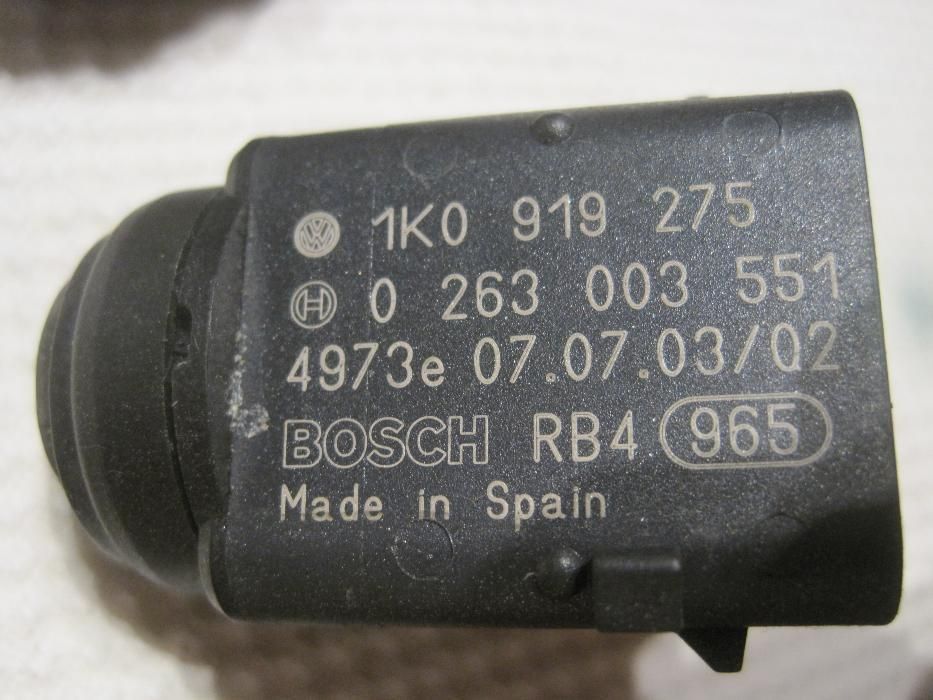 1K0 919 275
0 263 003 551
4973e 07.07.03/02
BOSCH RB4 965
Made in Spain